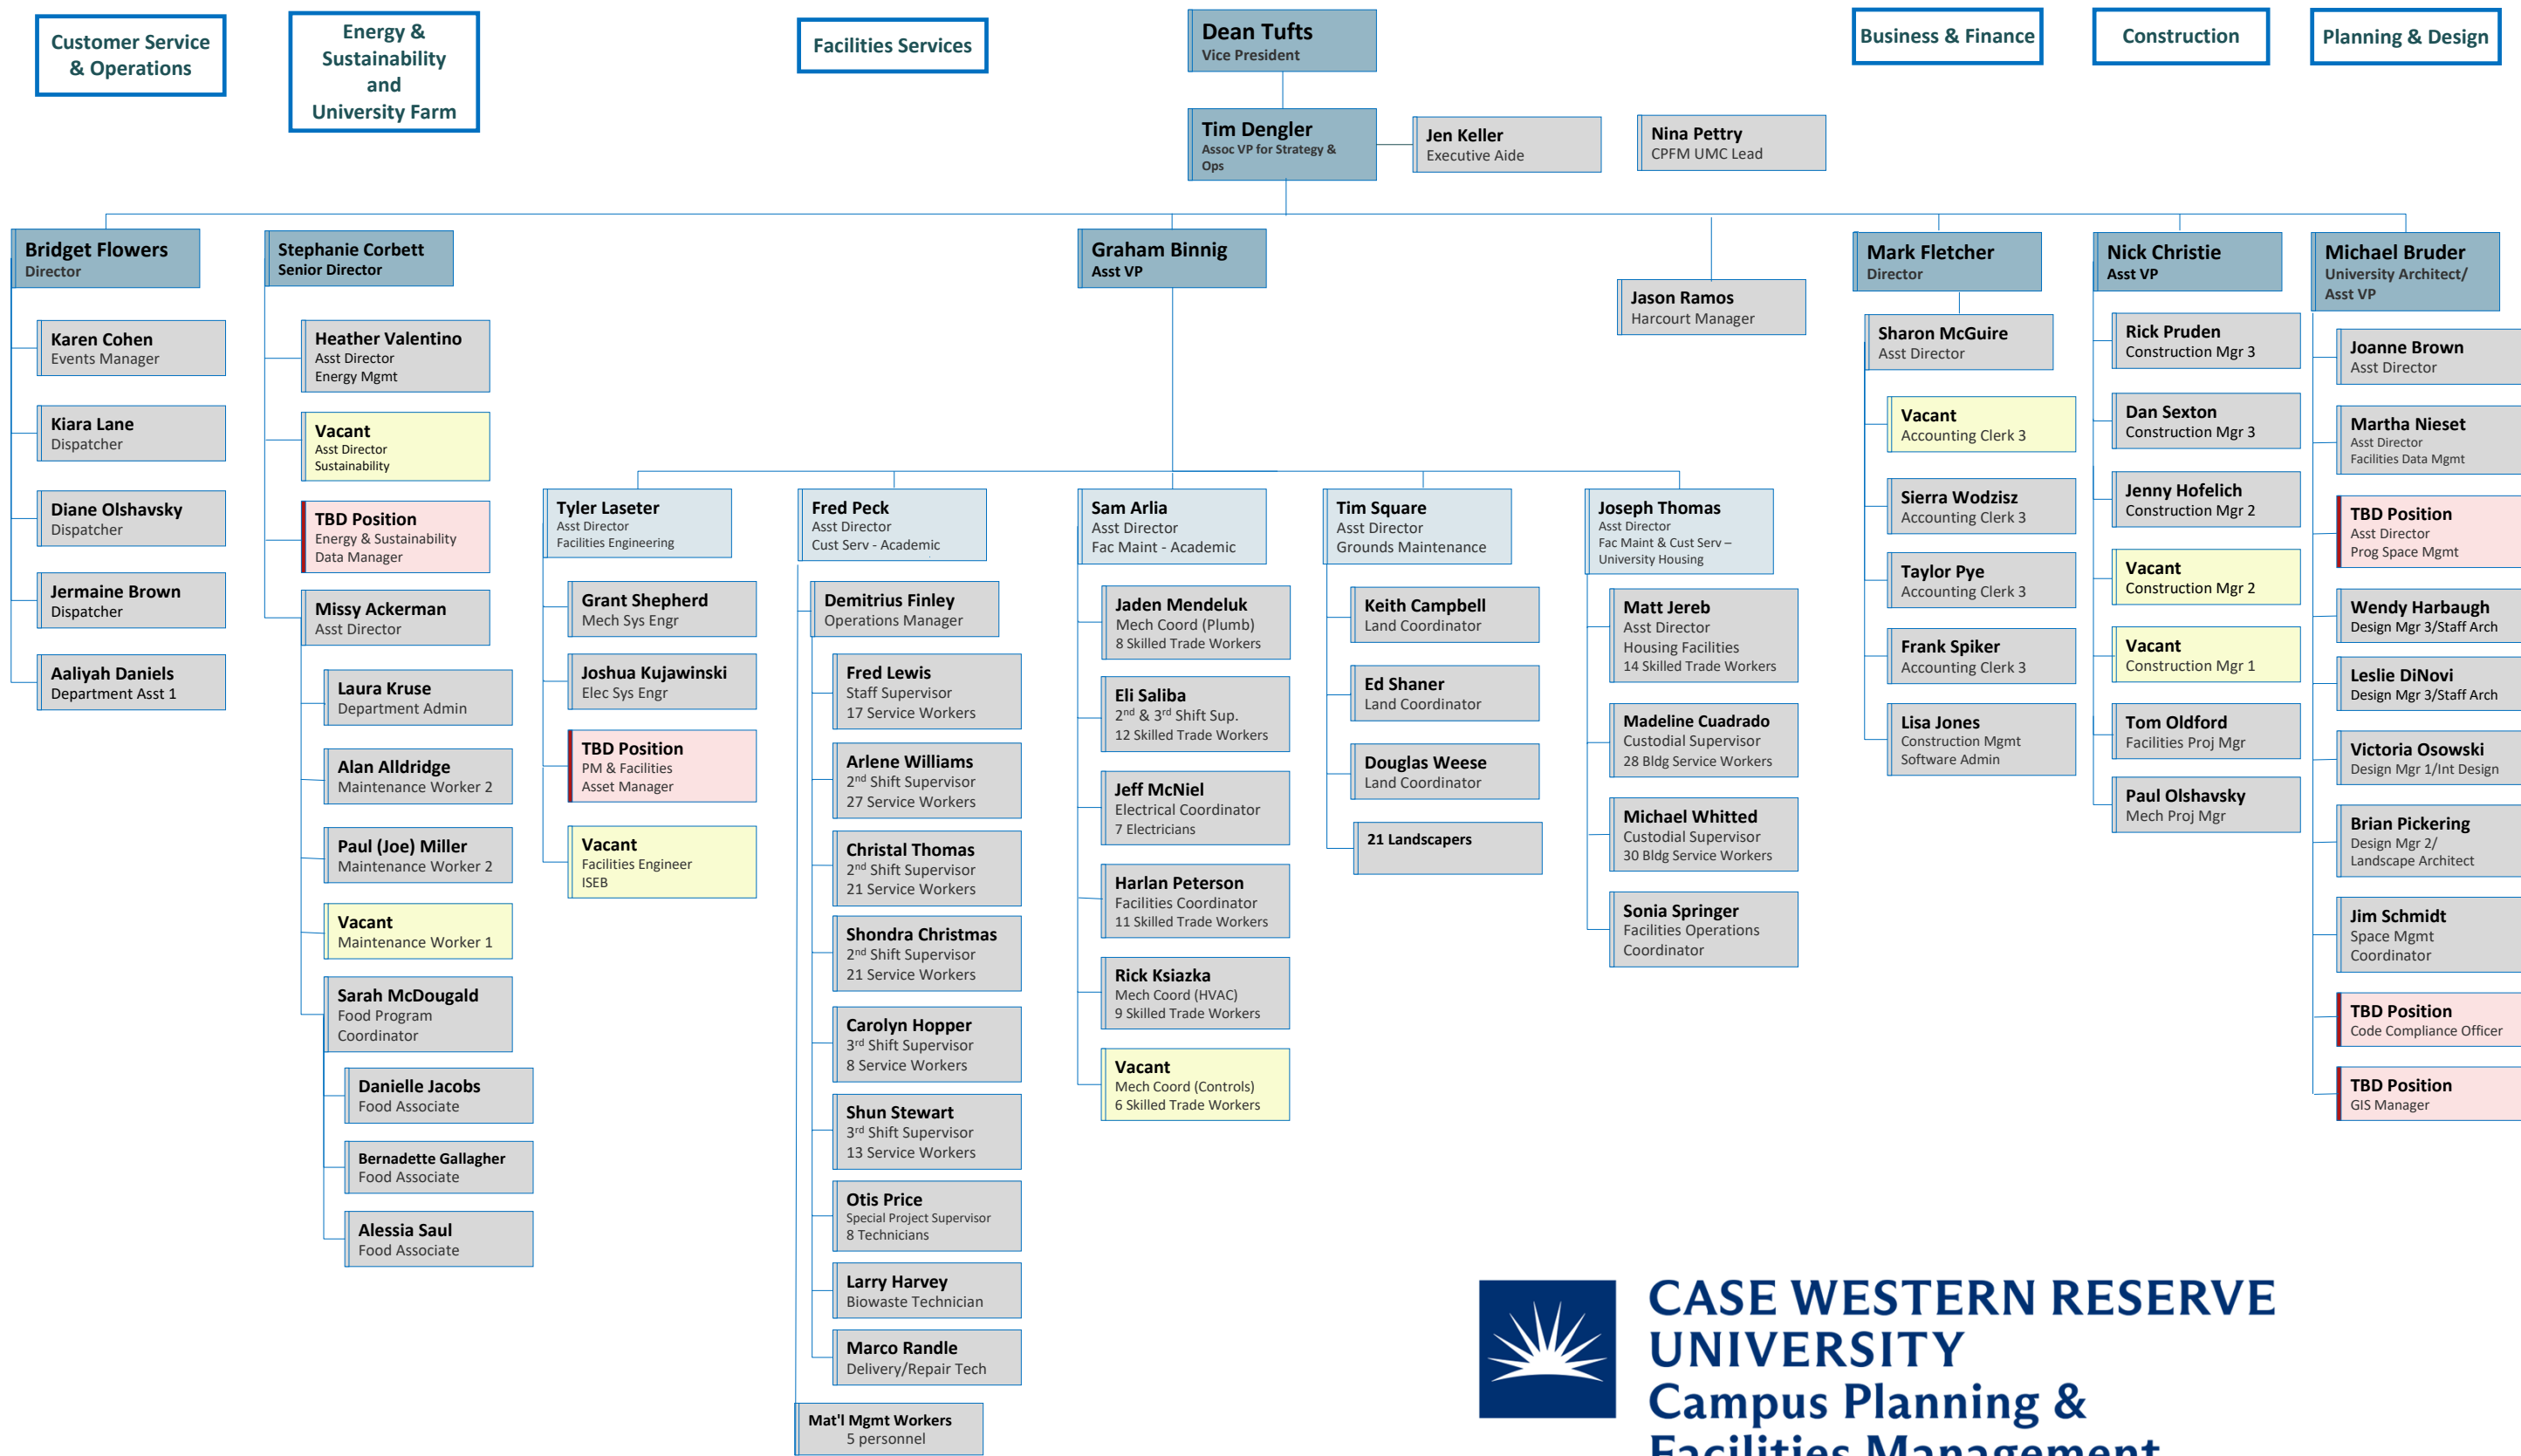 Customer Service
& Operations
Energy &
Sustainability
and
University Farm
Facilities Services
Dean Tufts
Vice President
Business & Finance
Construction
Planning & Design
Tim Dengler
Assoc VP for Strategy &
Ops
Jen Keller
Executive Aide
Nina Pettry
CPFM UMC Lead
Bridget Flowers
Director
Karen Cohen
Events Manager
Kiara Lane
Dispatcher
Diane Olshavsky
Dispatcher
Jermaine Brown
Dispatcher
Aaliyah Daniels
Department Asst 1
Stephanie Corbett
Senior Director
Heather Valentino
Asst Director
Energy Mgmt
Vacant
Asst Director
Sustainability
TBD Position
Energy & Sustainability
Data Manager
Missy Ackerman
Asst Director
Laura Kruse
Department Admin
Alan Alldridge
Maintenance Worker 2
Paul (Joe) Miller
Maintenance Worker 2
Vacant
Maintenance Worker 1
Sarah McDougald
Food Program
Coordinator
Danielle Jacobs
Food Associate
Bernadette Gallagher
Food Associate
Alessia Saul
Food Associate
Graham Binnig
Asst VP
Tyler Laseter
Asst Director
Facilities Engineering
Grant Shepherd
Mech Sys Engr
Joshua Kujawinski
Elec Sys Engr
TBD Position
PM & Facilities
Asset Manager
Vacant
Facilities Engineer
ISEB
Fred Peck
Asst Director
Cust Serv - Academic
Demitrius Finley
Operations Manager
Fred Lewis
Staff Supervisor
17 Service Workers
Arlene Williams
2nd Shift Supervisor
27 Service Workers
Christal Thomas
2nd Shift Supervisor
21 Service Workers
Shondra Christmas
2nd Shift Supervisor
21 Service Workers
Carolyn Hopper
3rd Shift Supervisor
8 Service Workers
Shun Stewart
3rd Shift Supervisor
13 Service Workers
Otis Price
Special Project Supervisor
8 Technicians
Larry Harvey
Biowaste Technician
Marco Randle
Delivery/Repair Tech
Mat'l Mgmt Workers
5 personnel
Sam Arlia
Asst Director
Fac Maint - Academic
Jaden Mendeluk
Mech Coord (Plumb)
8 Skilled Trade Workers
Eli Saliba
2nd & 3rd Shift Sup.
12 Skilled Trade Workers
Jeff McNiel
Electrical Coordinator
7 Electricians
Harlan Peterson
Facilities Coordinator
11 Skilled Trade Workers
Rick Ksiazka
Mech Coord (HVAC)
9 Skilled Trade Workers
Vacant
Mech Coord (Controls)
6 Skilled Trade Workers
Tim Square
Asst Director
Grounds Maintenance
Keith Campbell
Land Coordinator
Ed Shaner
Land Coordinator
Douglas Weese
Land Coordinator
21 Landscapers
Joseph Thomas
Asst Director
Fac Maint & Cust Serv –
University Housing
Matt Jereb
Asst Director
Housing Facilities
14 Skilled Trade Workers
Madeline Cuadrado
Custodial Supervisor
28 Bldg Service Workers
Michael Whitted
Custodial Supervisor
30 Bldg Service Workers
Sonia Springer
Facilities Operations
Coordinator
Jason Ramos
Harcourt Manager
Mark Fletcher
Director
Sharon McGuire
Asst Director
Vacant
Accounting Clerk 3
Sierra Wodzisz
Accounting Clerk 3
Taylor Pye
Accounting Clerk 3
Frank Spiker
Accounting Clerk 3
Lisa Jones
Construction Mgmt
Software Admin
Nick Christie
Asst VP
Rick Pruden
Construction Mgr 3
Dan Sexton
Construction Mgr 3
Jenny Hofelich
Construction Mgr 2
Vacant
Construction Mgr 2
Vacant
Construction Mgr 1
Tom Oldford
Facilities Proj Mgr
Paul Olshavsky
Mech Proj Mgr
Michael Bruder
University Architect/
Asst VP
Joanne Brown
Asst Director
Martha Nieset
Asst Director
Facilities Data Mgmt
TBD Position
Asst Director
Prog Space Mgmt
Wendy Harbaugh
Design Mgr 3/Staff Arch
Leslie DiNovi
Design Mgr 3/Staff Arch
Victoria Osowski
Design Mgr 1/Int Design
Brian Pickering
Design Mgr 2/
Landscape Architect
Jim Schmidt
Space Mgmt
Coordinator
TBD Position
Code Compliance Officer
TBD Position
GIS Manager
CASE WESTERN RESERVE
UNIVERSITY
Campus Planning &
Facilities Management